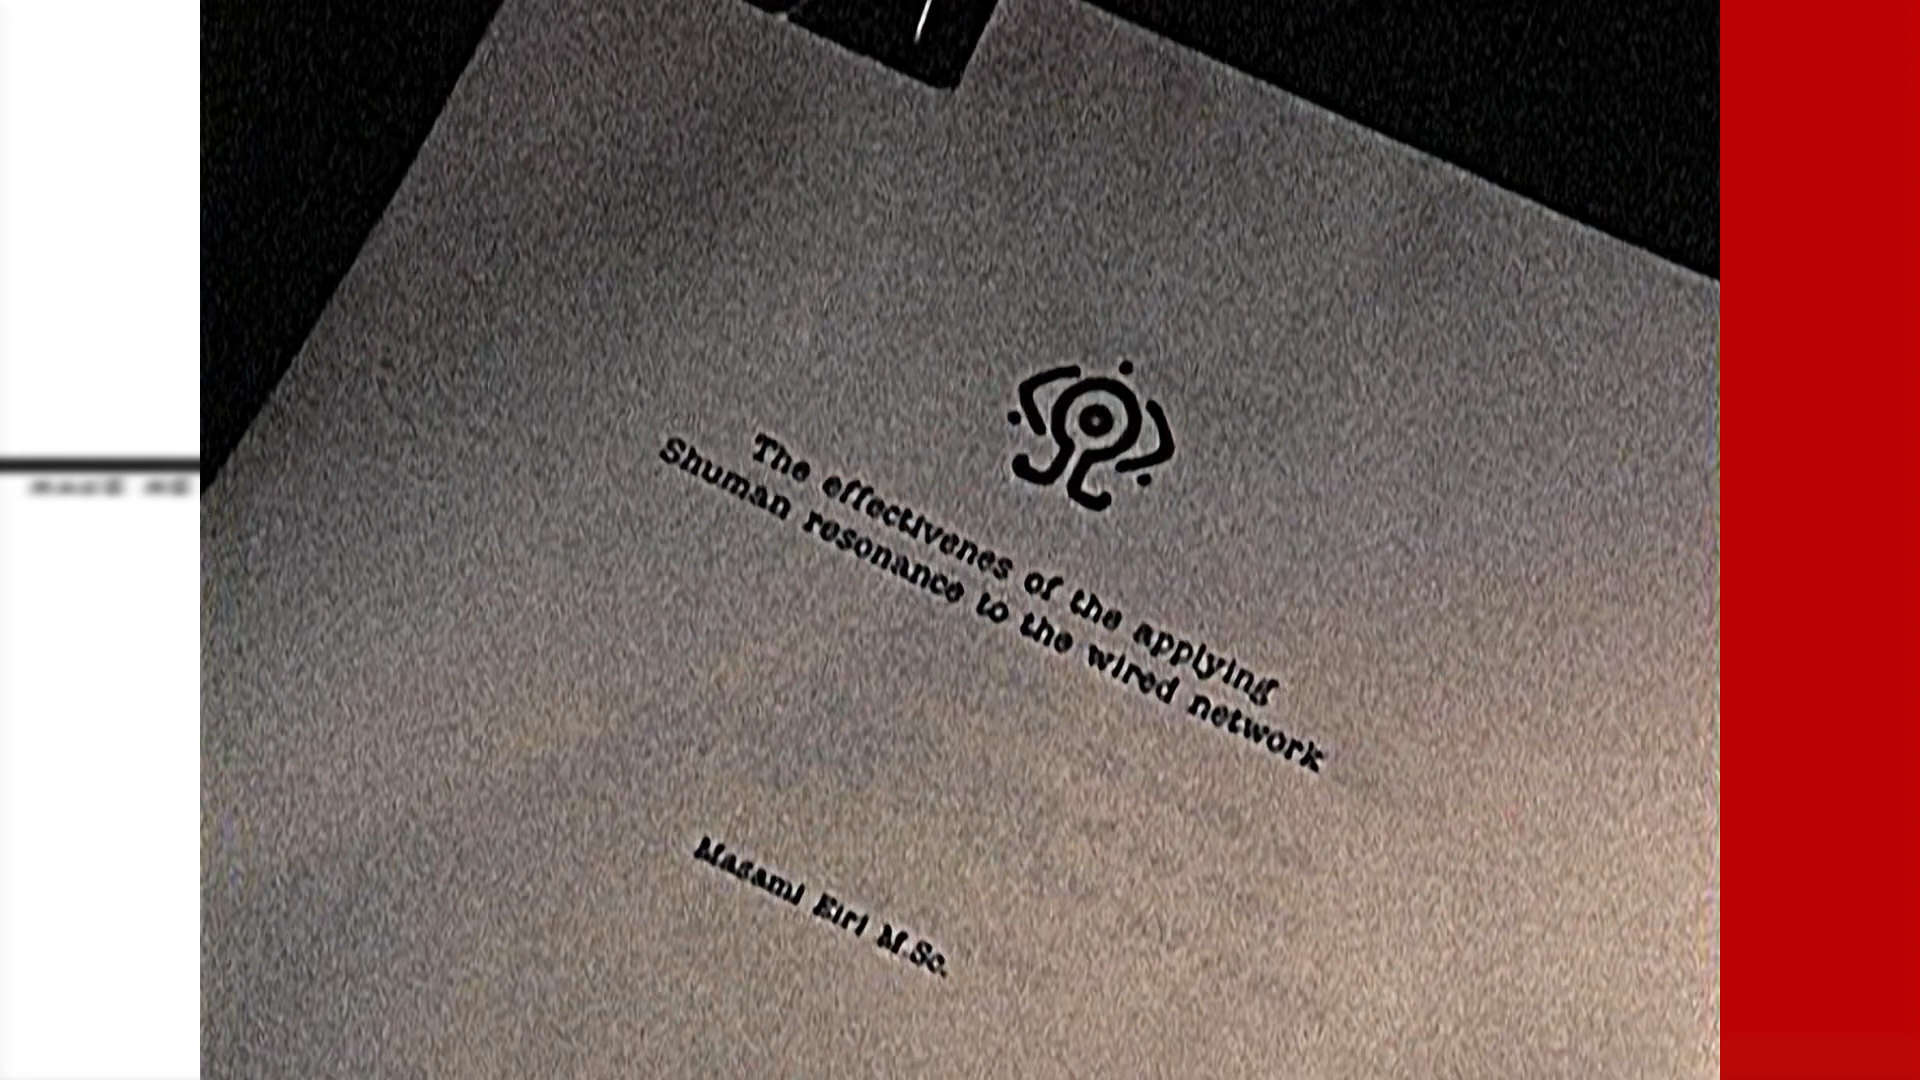 The effectivenes of the applying
Shuman resonance to the wired network
Masami Eiri M.Sc.